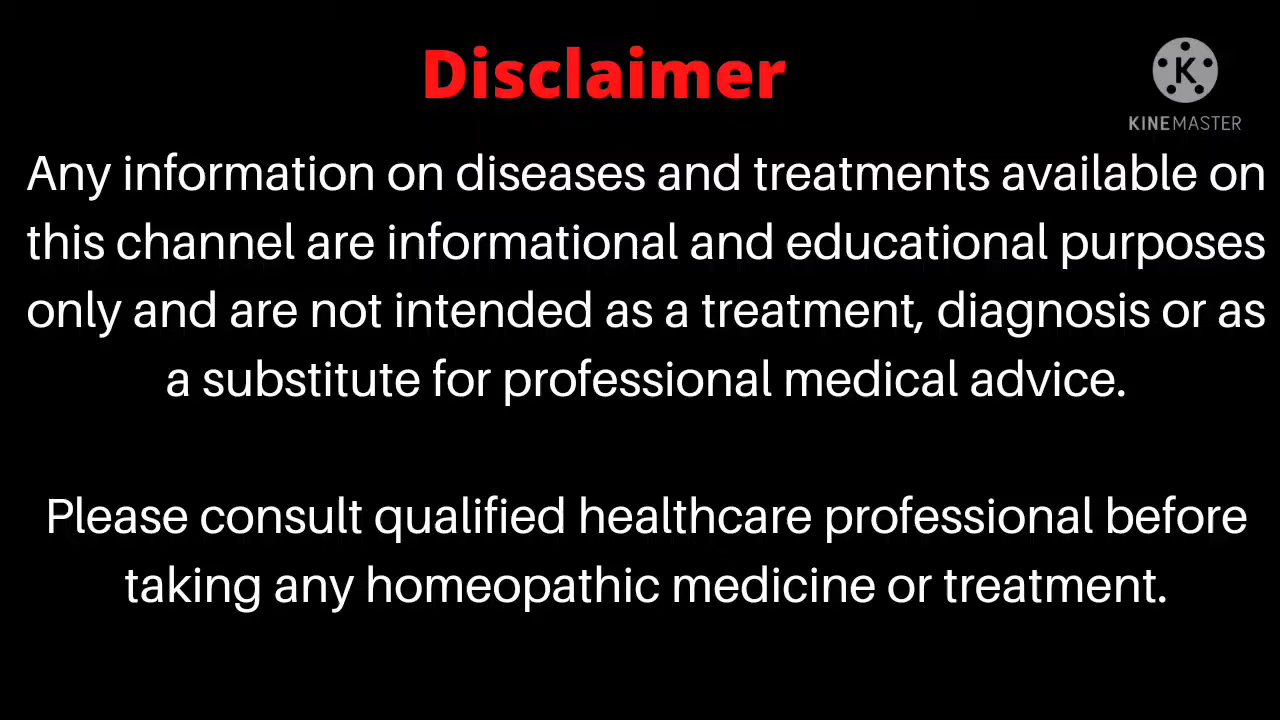 Disclaimer
K
KINEMASTER
Any information on diseases and treatments available on
this channel are informational and educational purposes
only and are not intended as a treatment, diagnosis or as
a substitute for professional medical advice.
Please consult qualified healthcare professional before
taking any homeopathic medicine or treatment.